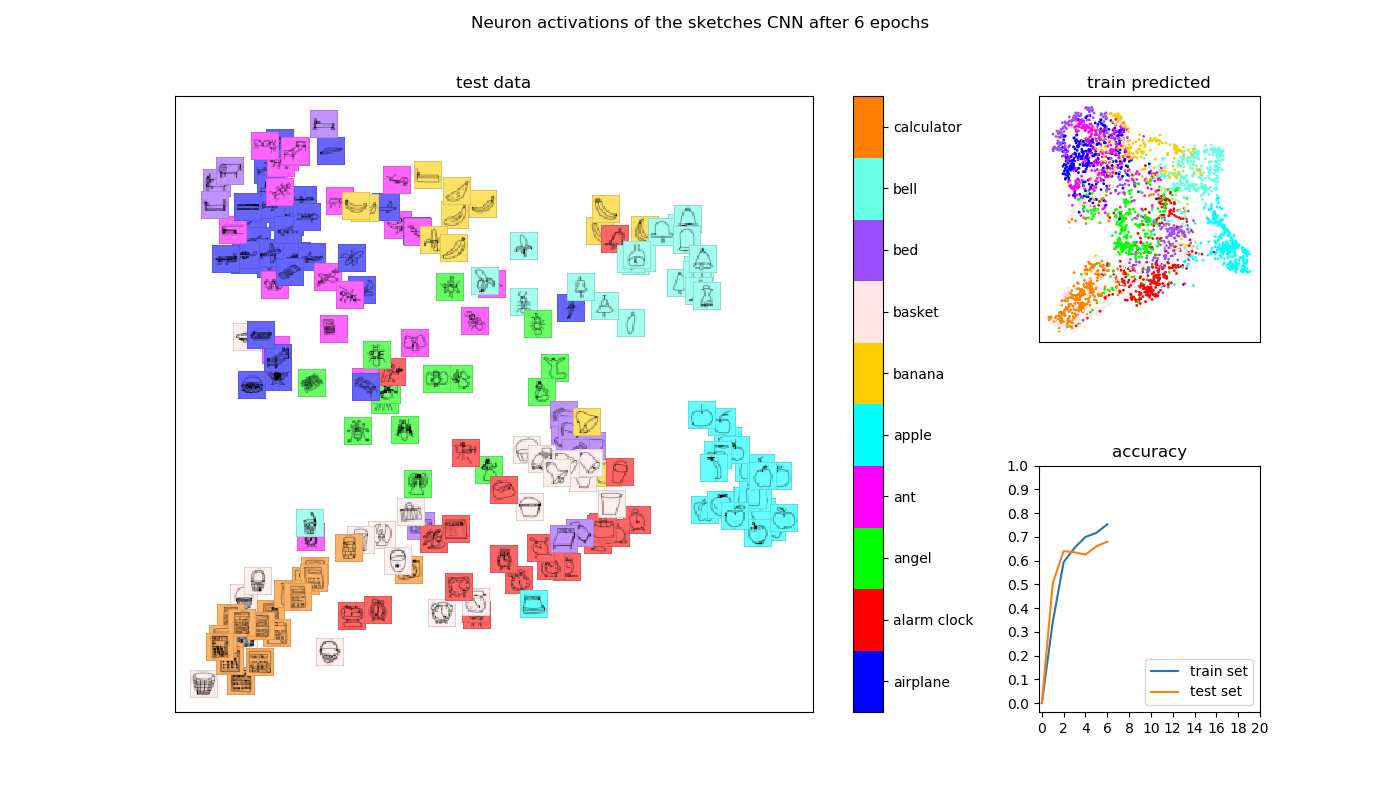 Neuron activations of the sketches CNN after 6 epochs
test data
calculator
bell
bed
basket
banana
apple
ant
angel
alarm clock
airplane
train predicted
accuracy
1.0
0.9
0.8
0.7
0.6
0.5
0.4
0.3
0.2
0.1
0.0
train set
test set
0 2 4 6 8 10 12 14 16 18 20